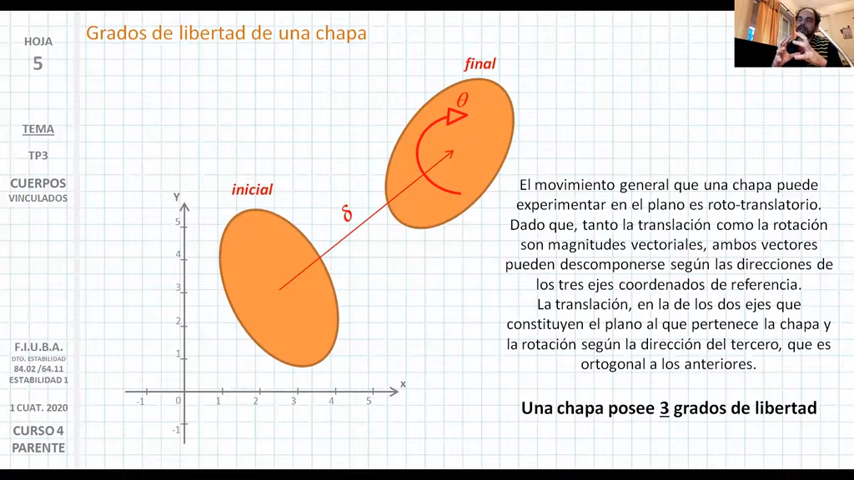 Grados de libertad de una chapa
HOJA
5
TEMA
TP3
CUERPOS
VINCULADOS
F.I.U.B.A.
DTO. ESTABILIDAD
84.02 /64.11
ESTABILIDAD 1
1 CUAT. 2020
CURSO 4
PARENTE
final
θ
inicial
δ
Y
5
4
3
2
1
-1
0
1
2
3
4
5
x
-1
El movimiento general que una chapa puede
experimentar en el plano es roto-translatorio.
Dado que, tanto la translación como la rotación
son magnitudes vectoriales, ambos vectores
pueden descomponerse según las direcciones de
los tres ejes coordenados de referencia.
La translación, en la de los dos ejes que
constituyen el plano al que pertenece la chapa y
la rotación según la dirección del tercero, que es
ortogonal a los anteriores.
Una chapa posee 3 grados de libertad